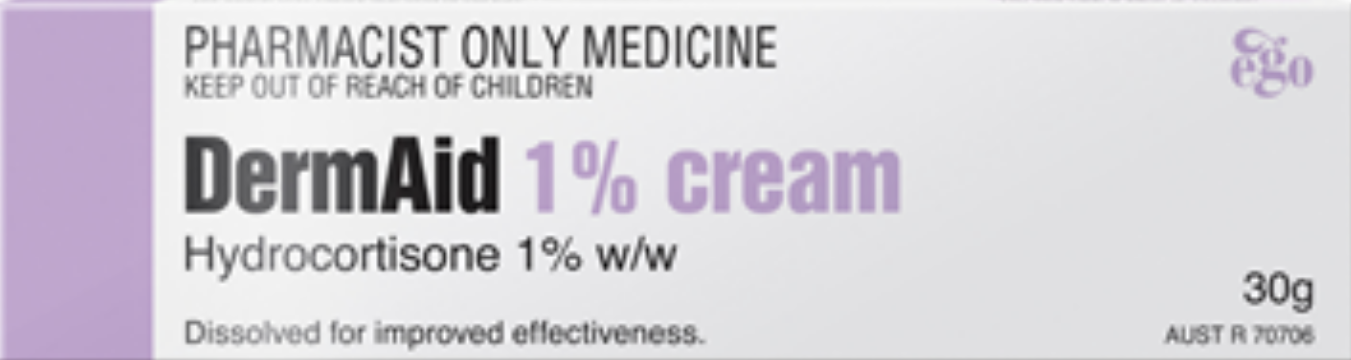 PHARMACIST ONLY MEDICINE
KEEP OUT OF REACH OF CHILDREN
ego
DermAid 1% cream
Hydrocortisone 1% w/w
30g
Dissolved for improved effectiveness.
AUST R 70706